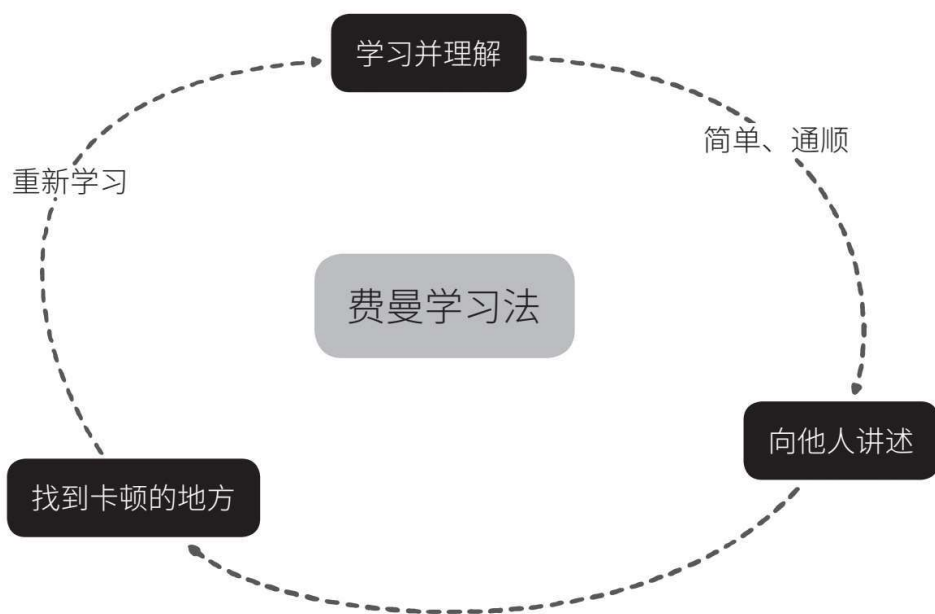 学习并理解
简单、通顺
重新学习
费曼学习法
向他人讲述
找到卡顿的地方